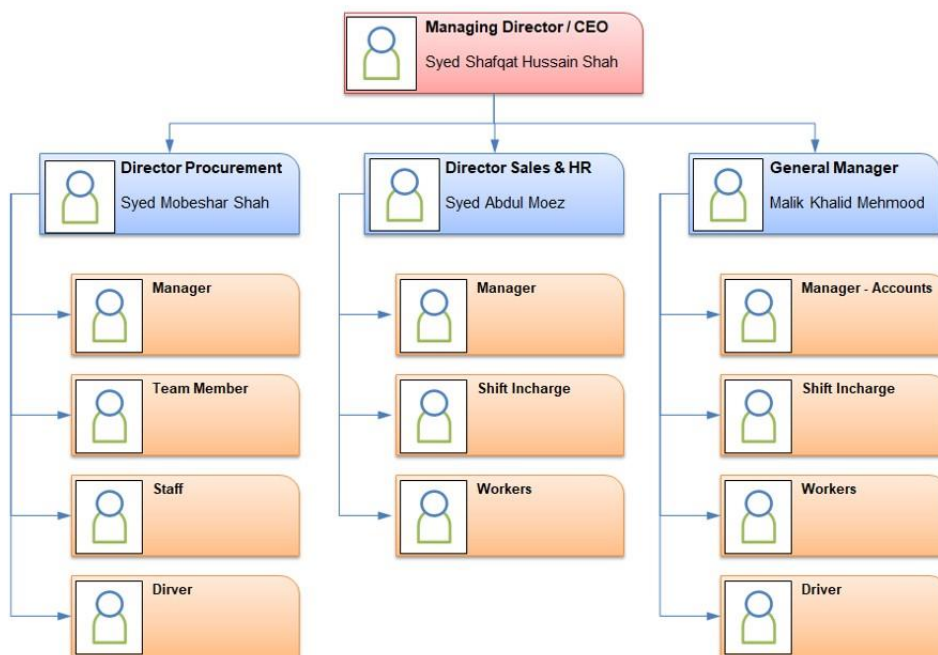 Managing Director / CEO
Syed Shafqat Hussain Shah
Director Procurement
Syed Mobeshar Shah
Director Sales & HR
Syed Abdul Moez
General Manager
Malik Khalid Mehmood
Manager
Team Member
Staff
Dirver
Manager
Shift Incharge
Workers
Manager - Accounts
Shift Incharge
Workers
Driver